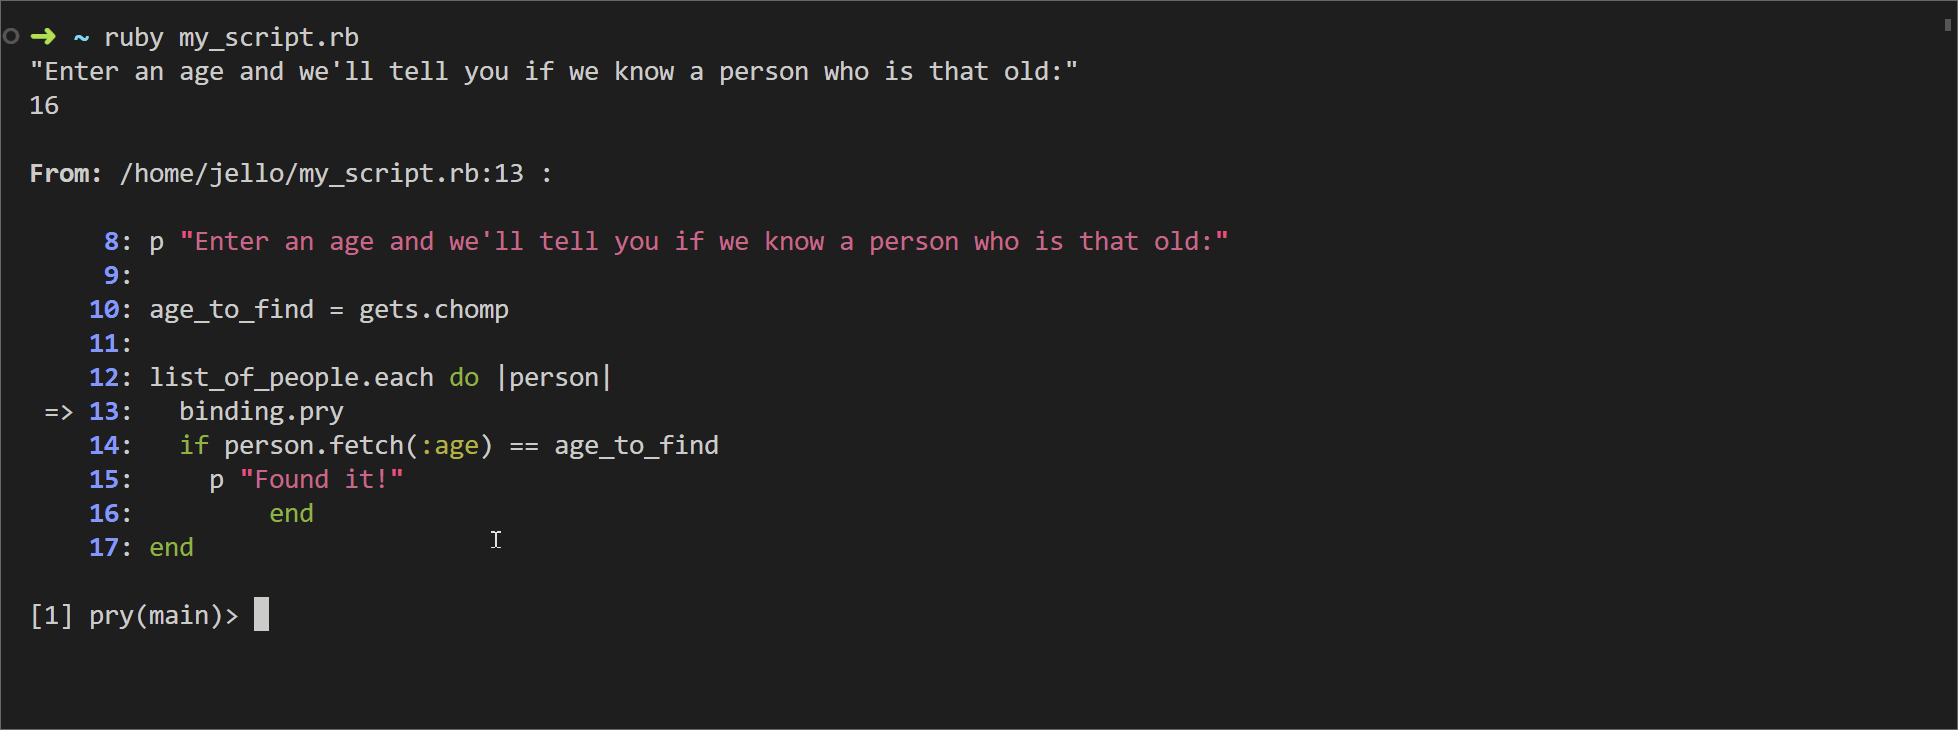 ➜ ~ ruby my_script.rb
"Enter an age and we'll tell you if we know a person who is that old:"
16
From: /home/jello/my_script.rb:13 :
8: p "Enter an age and we'll tell you if we know a person who is that old:"
9:
10: age_to_find = gets.chomp
11:
12: list_of_people.each do |person|
=> 13:   binding.pry
14:   if person.fetch(:age) == age_to_find
15:     p "Found it!"
16:         end
17: end
[1] pry(main)>